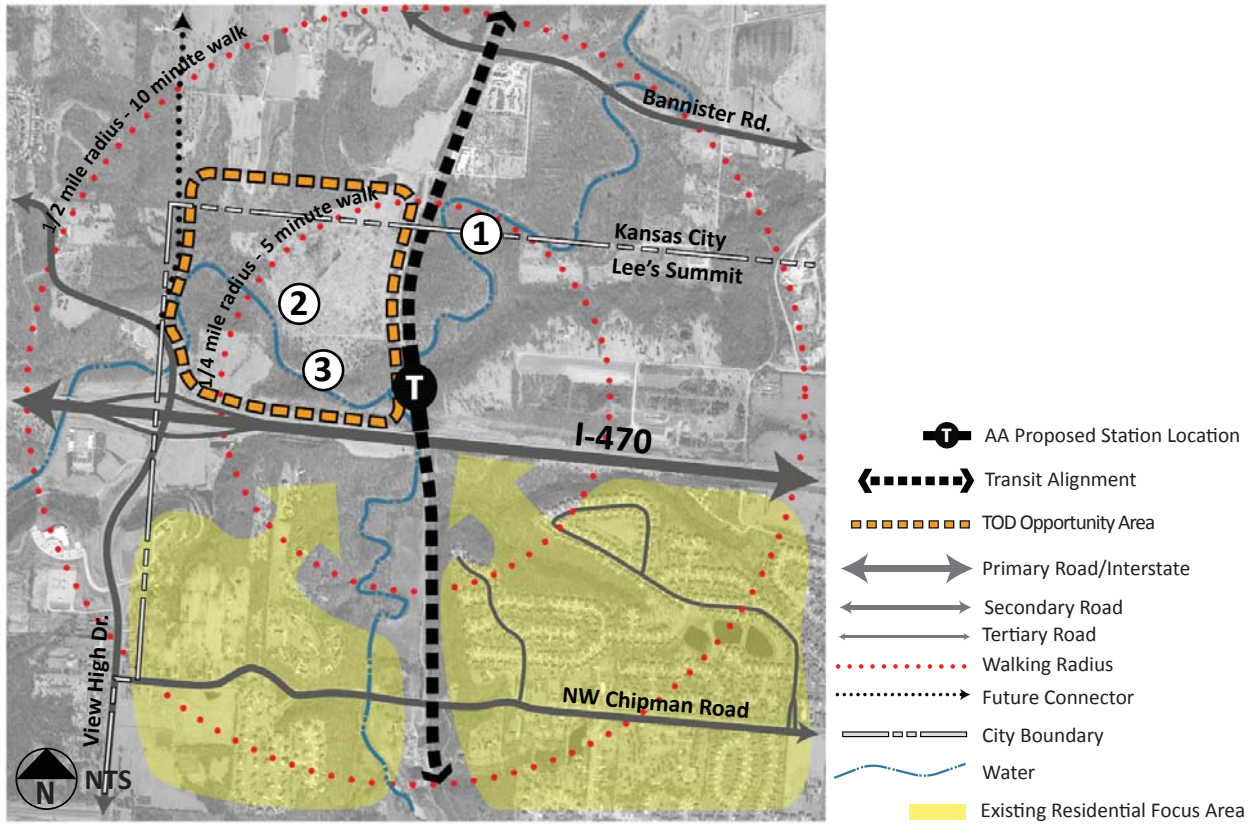 1/2 mile radius - 10 minute walk
Bannister Rd.
1/4 mile radius - 5 minute walk
1
Kansas City
Lee's Summit
2
3
T
I-470
View High Dr.
NW Chipman Road
N
NTS
T AA Proposed Station Location
Transit Alignment
TOD Opportunity Area
Primary Road/Interstate
Secondary Road
Tertiary Road
Walking Radius
Future Connector
City Boundary
Water
Existing Residential Focus Area